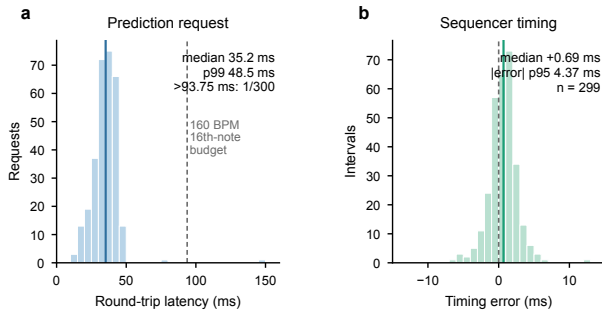 a
Prediction request
median 35.2 ms
p99 48.5 ms
>93.75 ms: 1/300
160 BPM
16th-note
budget
Requests
70
60
50
40
30
20
10
0
0
50
100
150
Round-trip latency (ms)
b
Sequencer timing
median +0.69 ms
|error| p95 4.37 ms
n = 299
Intervals
70
60
50
40
30
20
10
0
−10
0
10
Timing error (ms)